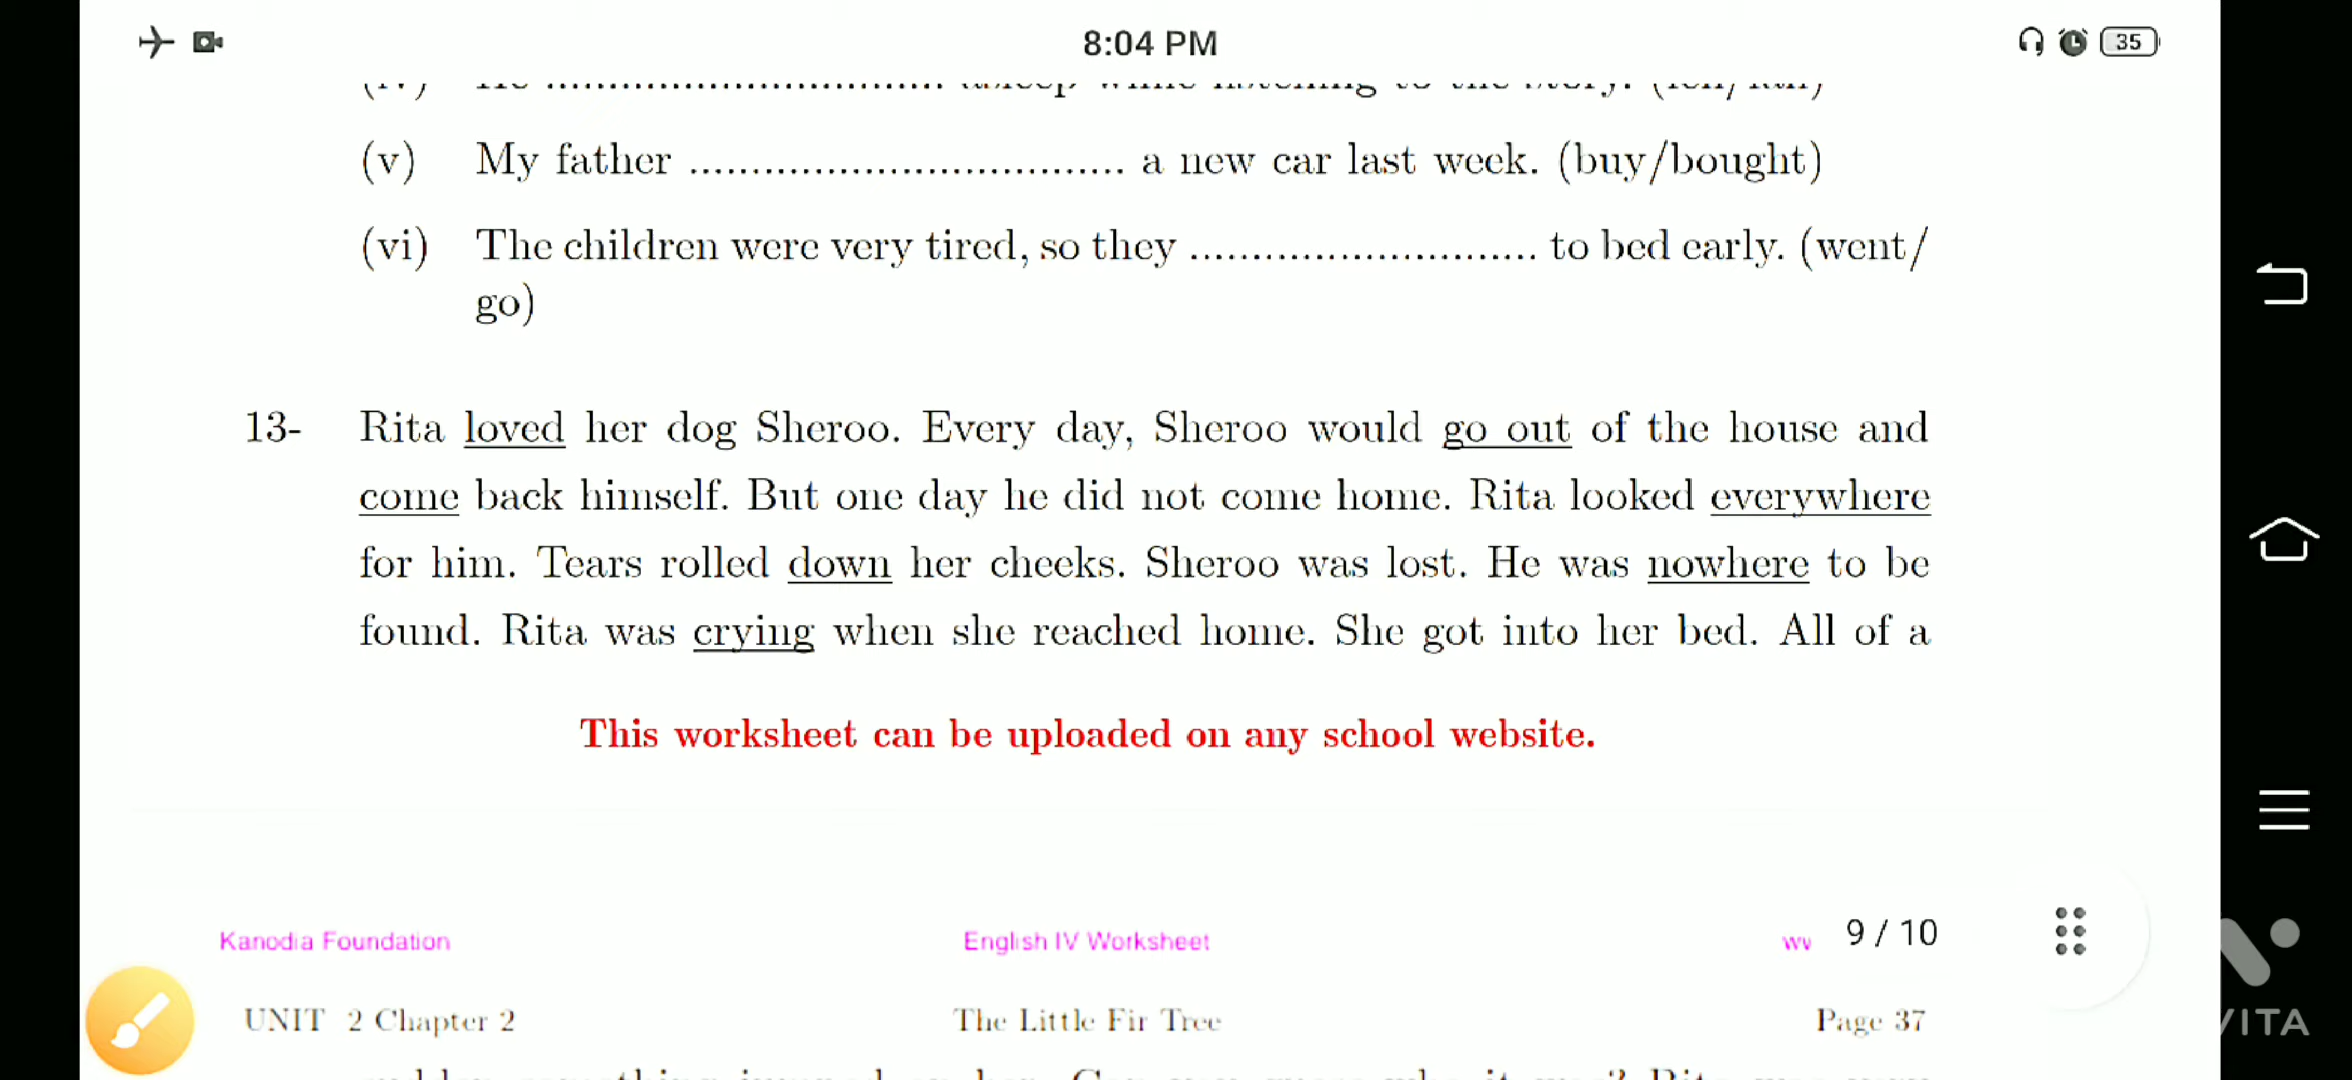 8:04 PM
35
(v) My father .................................. a new car last week. (buy/bought)
(vi) The children were very tired, so they ........................... to bed early. (went/
go)
13- Rita loved her dog Sheroo. Every day, Sheroo would go out of the house and
come back himself. But one day he did not come home. Rita looked everywhere
for him. Tears rolled down her cheeks. Sheroo was lost. He was nowhere to be
found. Rita was crying when she reached home. She got into her bed. All of a
This worksheet can be uploaded on any school website.
Kanodia Foundation English IV Worksheet
9 / 10
UNIT 2 Chapter 2 The Little Fir Tree Page 37
VITA